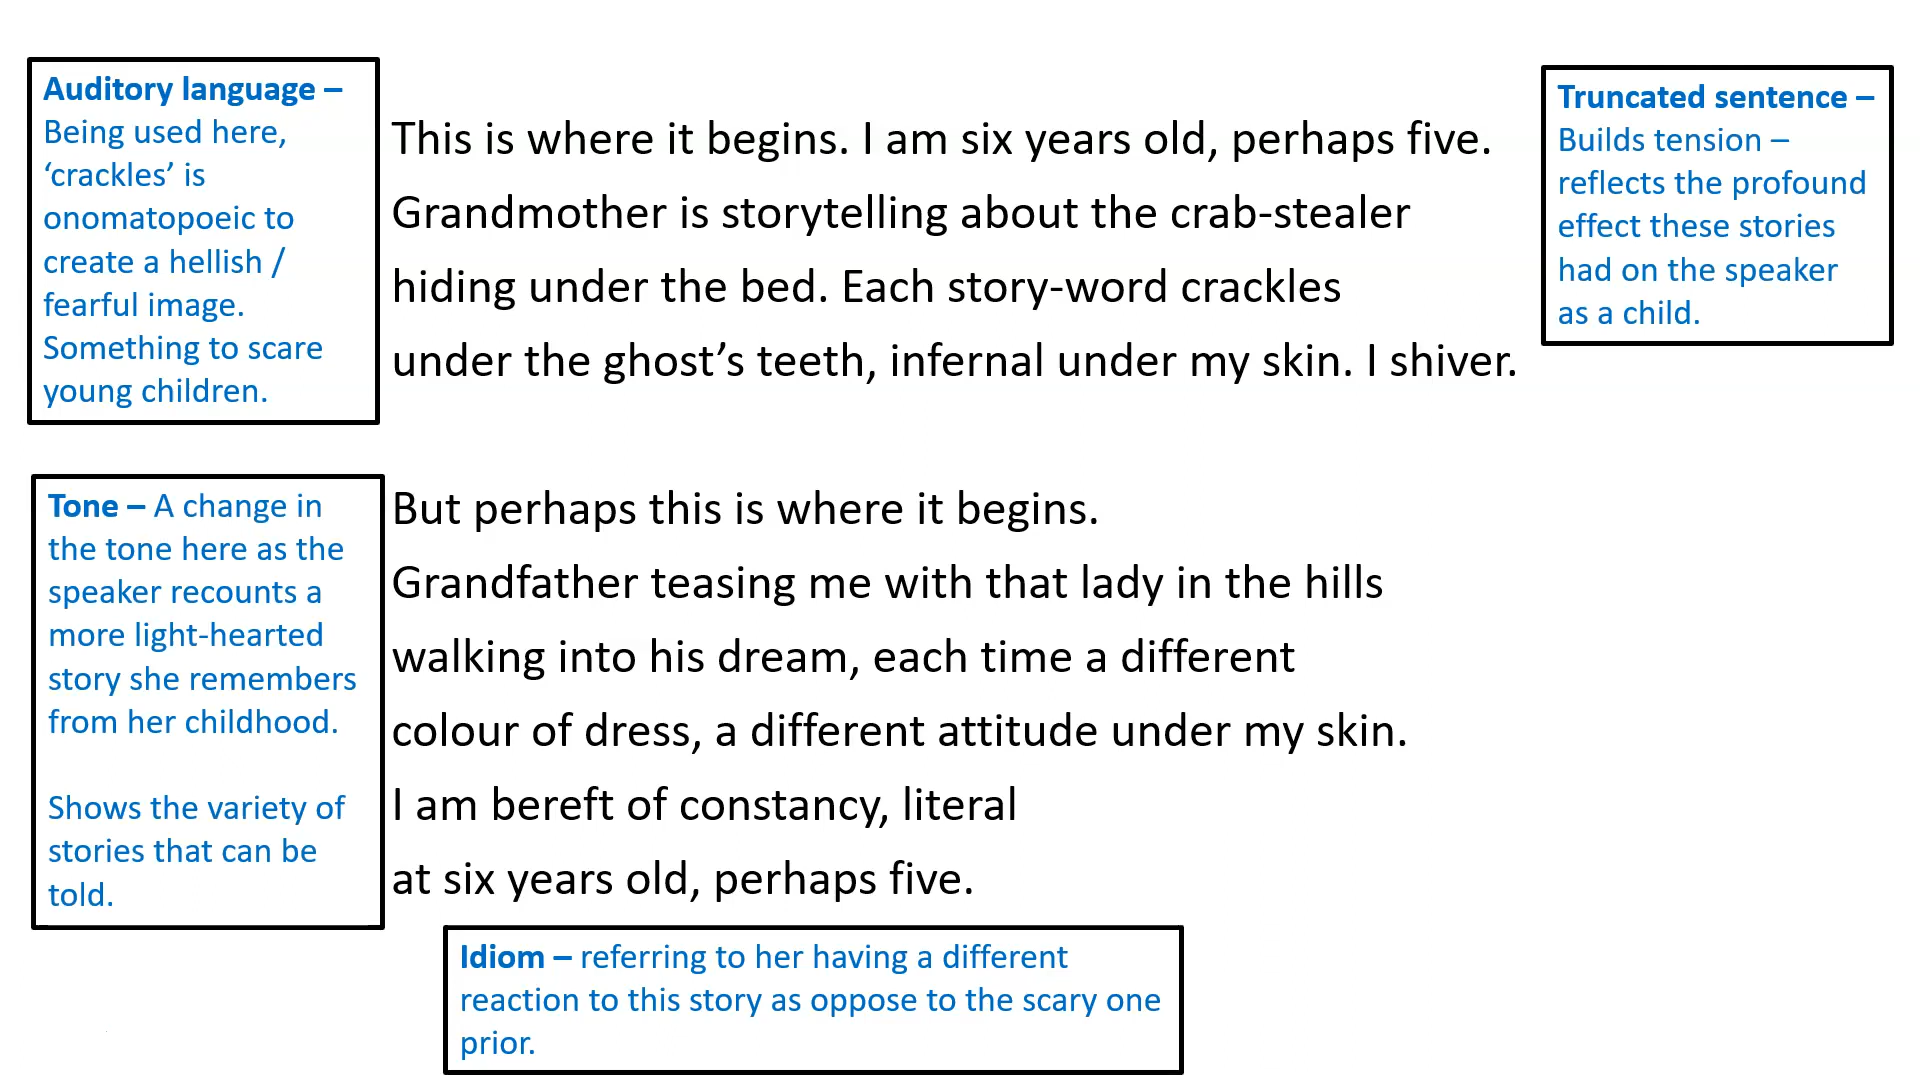 Auditory language –
Being used here,
‘crackles’ is
onomatopoeic to
create a hellish /
fearful image.
Something to scare
young children.
This is where it begins. I am six years old, perhaps five.
Grandmother is storytelling about the crab-stealer
hiding under the bed. Each story-word crackles
under the ghost’s teeth, infernal under my skin. I shiver.
Truncated sentence –
Builds tension –
reflects the profound
effect these stories
had on the speaker
as a child.
Tone – A change in
the tone here as the
speaker recounts a
more light-hearted
story she remembers
from her childhood.
Shows the variety of
stories that can be
told.
But perhaps this is where it begins.
Grandfather teasing me with that lady in the hills
walking into his dream, each time a different
colour of dress, a different attitude under my skin.
I am bereft of constancy, literal
at six years old, perhaps five.
Idiom – referring to her having a different
reaction to this story as oppose to the scary one
prior.